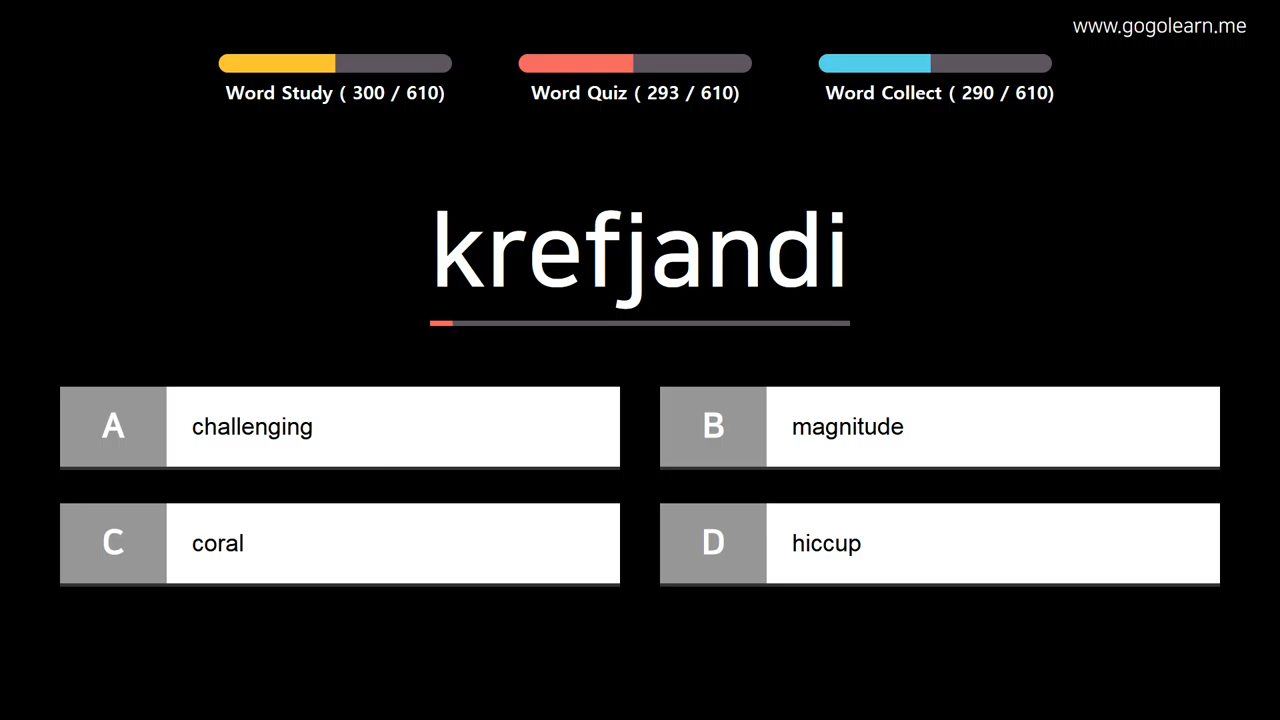 www.gogolearn.me
Word Study ( 300 / 610)
Word Quiz ( 293 / 610)
Word Collect ( 290 / 610)
krefjandi
A challenging
B magnitude
C coral
D hiccup